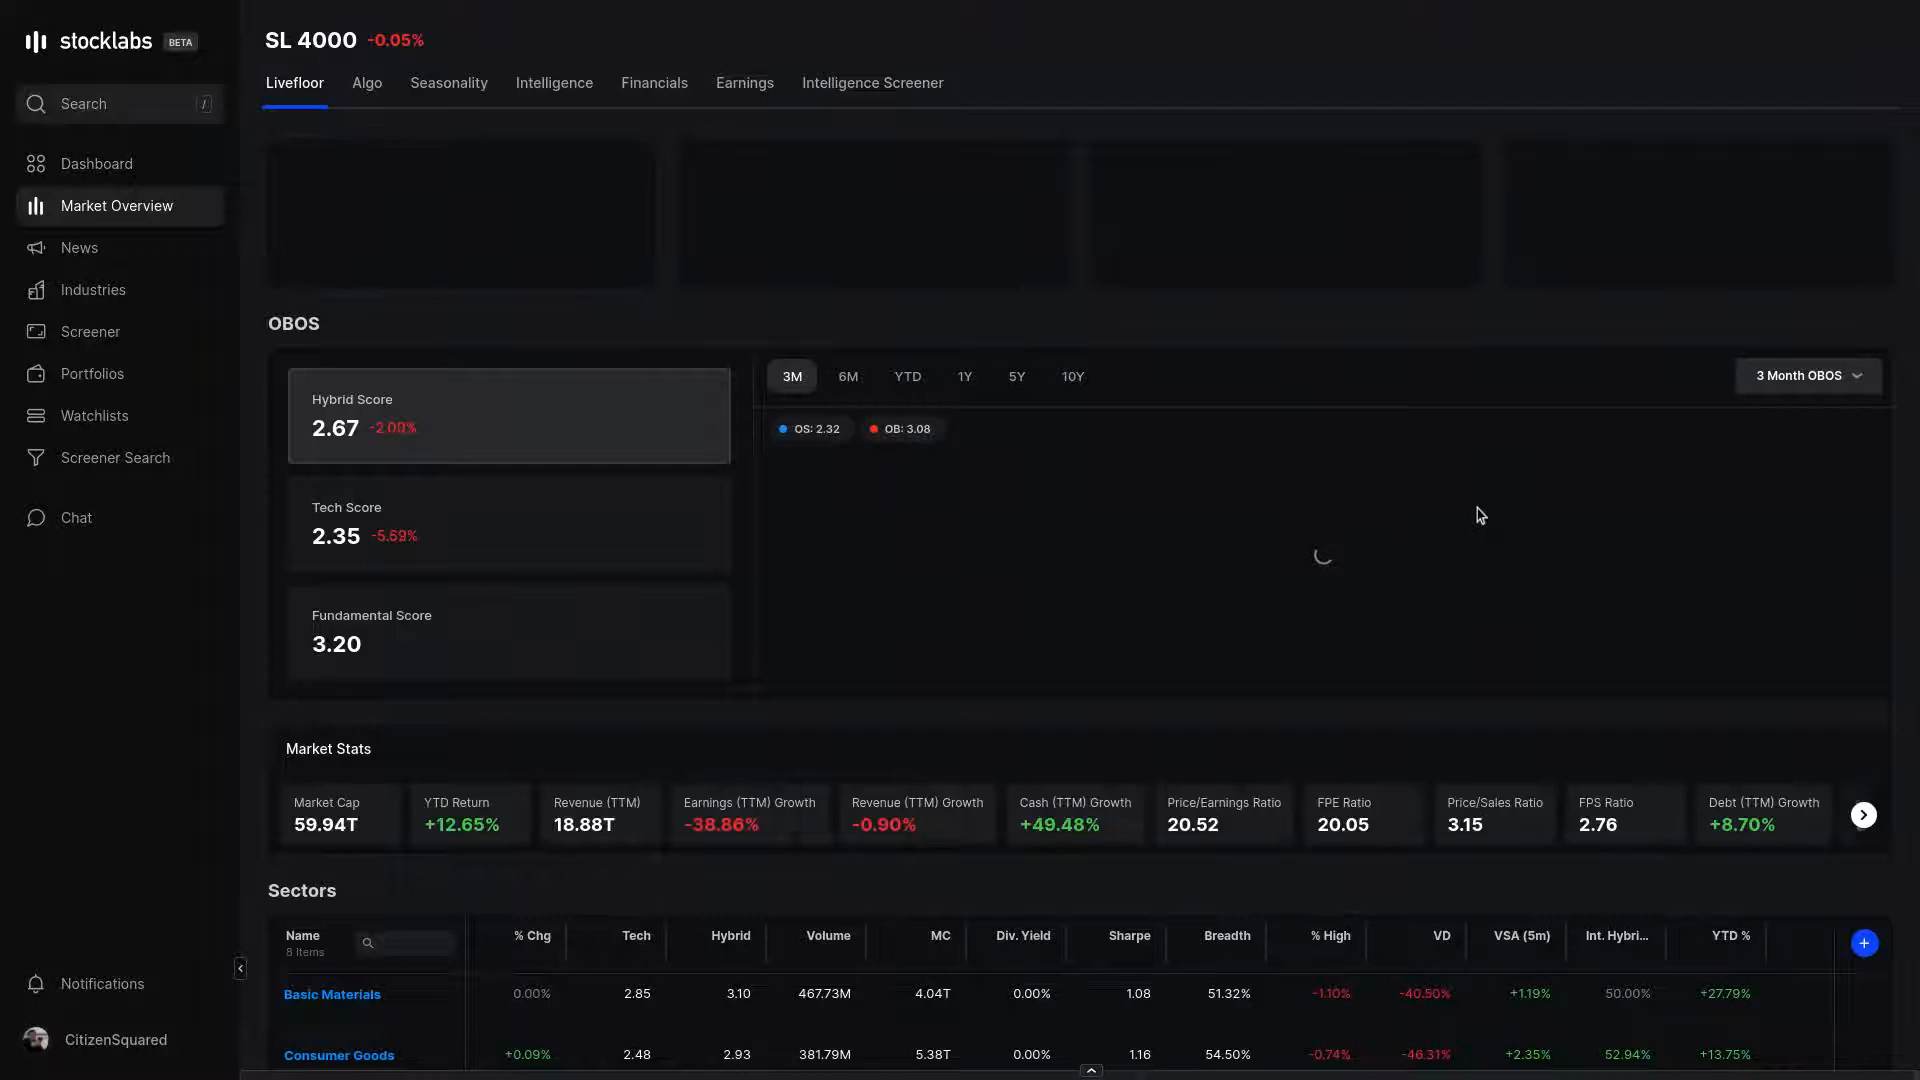 stocklabs BETA
Search /
Dashboard
Market Overview
News
Industries
Screener
Portfolios
Watchlists
Screener Search
Chat
Notifications
CitizenSquared
SL 4000 -0.05%
Livefloor Algo Seasonality Intelligence Financials Earnings Intelligence Screener
OBOS
Hybrid Score
2.67 -2.00%
Tech Score
2.35
Fundamental Score
3.20
3M 6M YTD 1Y 5Y 10Y 3 Month OBOS
OS: 2.32 OB: 3.08
Market Stats
Market Cap YTD Return Revenue (TTM) Earnings (TTM) Growth Revenue (TTM) Growth Cash (TTM) Growth Price/Earnings Ratio FPE Ratio Price/Sales Ratio FPS Ratio Debt (TTM) Growth
59.94T +12.65% 18.88T -38.86% -0.90% +49.48% 20.52 20.05 3.15 2.76 +8.70%
Sectors
Name % Chg Tech Hybrid Volume MC Div. Yield Sharpe Breadth % High VD VSA (5m) Int. Hybri... YTD %
8 Items
Basic Materials 0.00% 2.85 3.10 467.73M 4.04T 0.00% 1.08 51.32% -1.10% -40.50% +1.19% 50.00% +27.79%
Consumer Goods +0.09% 2.48 2.93 381.79M 5.38T 0.00% 1.16 54.50% -0.74% -46.31% +2.35% 52.94% +13.75%